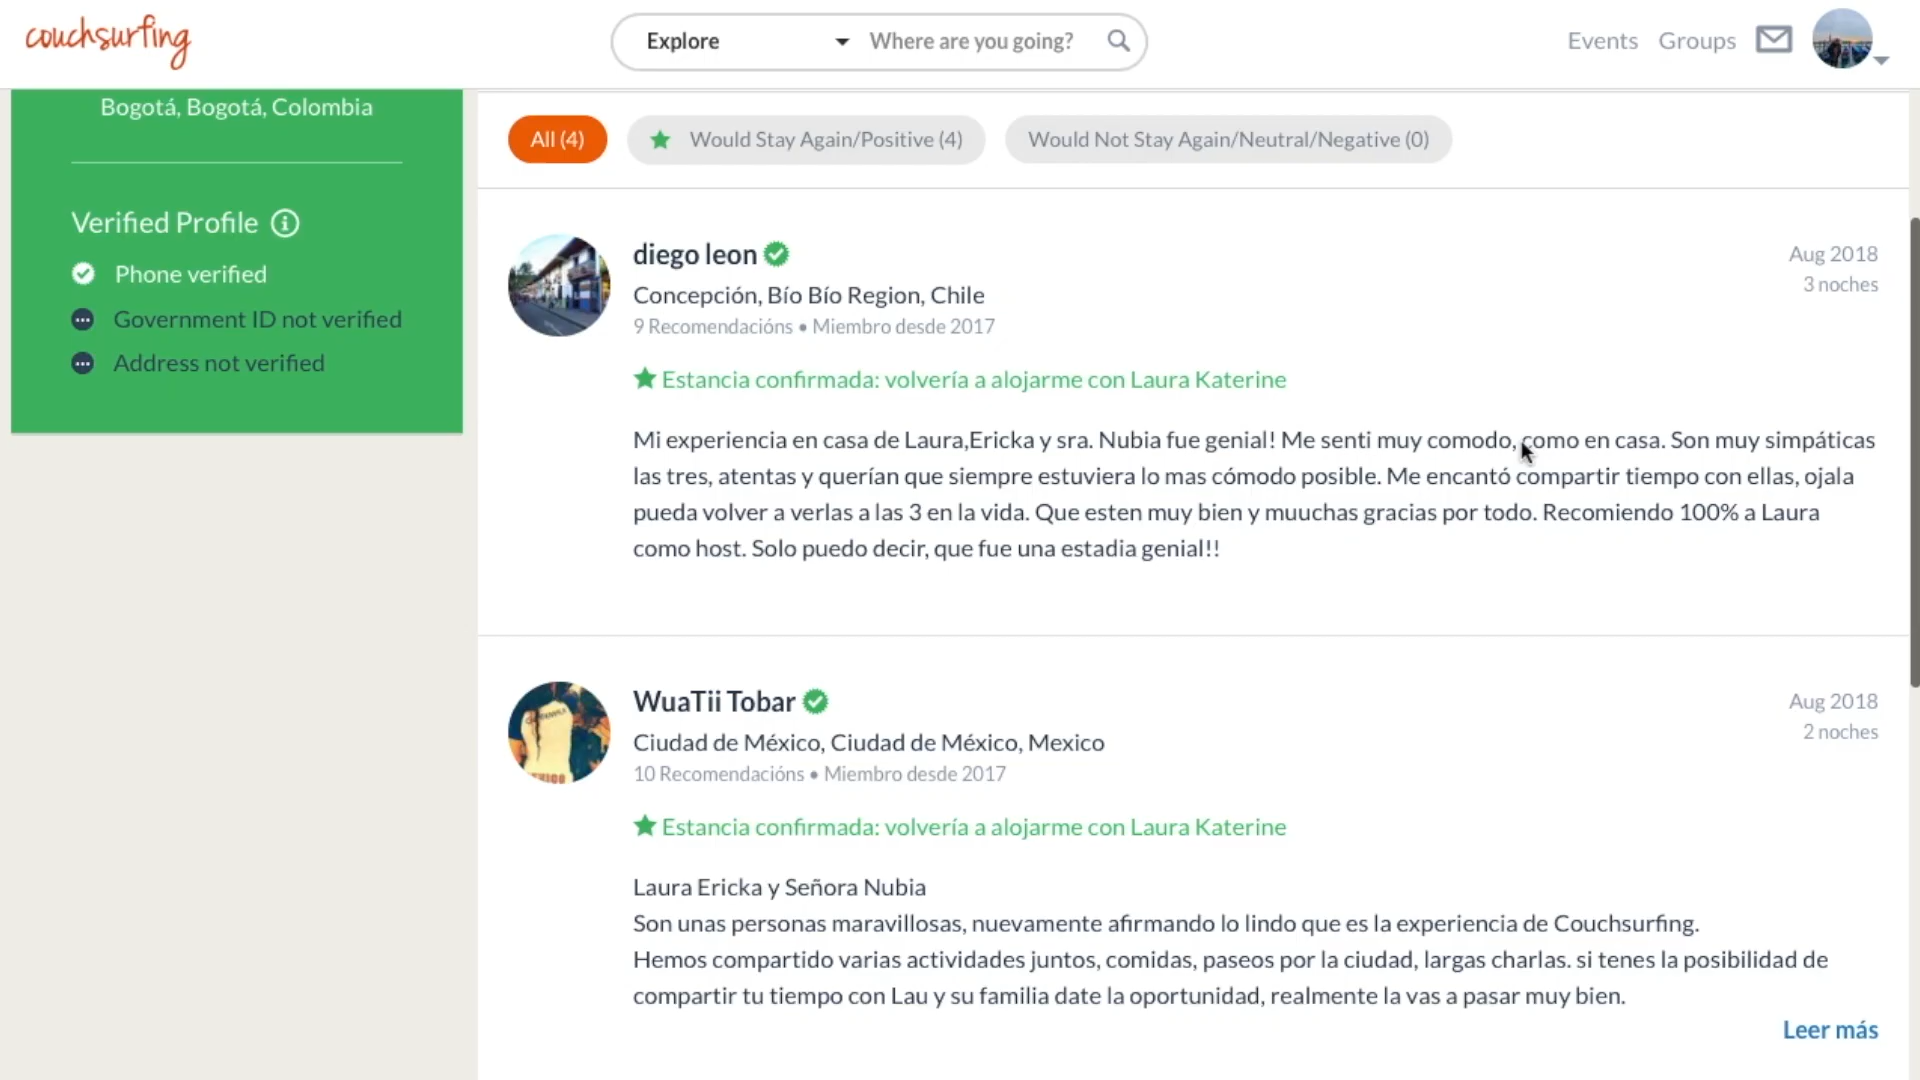 couchsurfing
Explore
Where are you going?
Events
Groups
Bogotá, Bogotá, Colombia
Verified Profile
Phone verified
Government ID not verified
Address not verified
All (4)
Would Stay Again/Positive (4)
Would Not Stay Again/Neutral/Negative (0)
diego leon
Aug 2018
3 noches
Concepción, Bío Bío Region, Chile
9 Recomendacións • Miembro desde 2017
Estancia confirmada: volvería a alojarme con Laura Katerine
Mi experiencia en casa de Laura,Ericka y sra. Nubia fue genial! Me senti muy comodo, como en casa. Son muy simpáticas
las tres, atentas y querían que siempre estuviera lo mas cómodo posible. Me encantó compartir tiempo con ellas, ojala
pueda volver a verlas a las 3 en la vida. Que esten muy bien y muuchas gracias por todo. Recomiendo 100% a Laura
como host. Solo puedo decir, que fue una estadia genial!!
WuaTii Tobar
Aug 2018
2 noches
Ciudad de México, Ciudad de México, Mexico
10 Recomendacións • Miembro desde 2017
Estancia confirmada: volvería a alojarme con Laura Katerine
Laura Ericka y Señora Nubia
Son unas personas maravillosas, nuevamente afirmando lo lindo que es la experiencia de Couchsurfing.
Hemos compartido varias actividades juntos, comidas, paseos por la ciudad, largas charlas. si tenes la posibilidad de
compartir tu tiempo con Lau y su familia date la oportunidad, realmente la vas a pasar muy bien.
Leer más